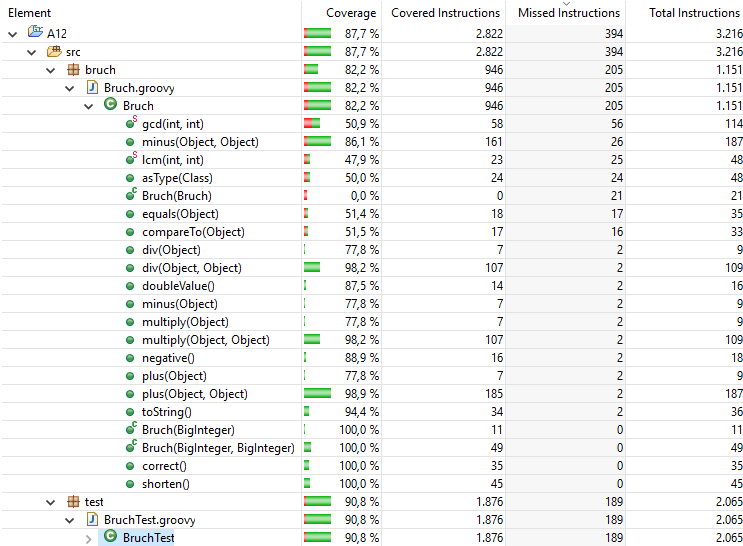 Element Coverage Covered Instructions Missed Instructions Total Instructions
A12 87,7 % 2.822 394 3.216
src 87,7 % 2.822 394 3.216
bruch 82,2 % 946 205 1.151
Bruch.groovy 82,2 % 946 205 1.151
C Bruch 82,2 % 946 205 1.151
S gcd(int, int) 50,9 % 58 56 114
minus(Object, Object) 86,1 % 161 26 187
S lcm(int, int) 47,9 % 23 25 48
asType(Class) 50,0 % 24 24 48
C Bruch(Bruch) 0,0 % 0 21 21
equals(Object) 51,4 % 18 17 35
compareTo(Object) 51,5 % 17 16 33
div(Object) 77,8 % 7 2 9
div(Object, Object) 98,2 % 107 2 109
doubleValue() 87,5 % 14 2 16
minus(Object) 77,8 % 7 2 9
multiply(Object) 77,8 % 7 2 9
multiply(Object, Object) 98,2 % 107 2 109
negative() 88,9 % 16 2 18
plus(Object) 77,8 % 7 2 9
plus(Object, Object) 98,9 % 185 2 187
toString() 94,4 % 34 2 36
C Bruch(BigInteger) 100,0 % 11 0 11
C Bruch(BigInteger, BigInteger) 100,0 % 49 0 49
correct() 100,0 % 35 0 35
shorten() 100,0 % 45 0 45
test 90,8 % 1.876 189 2.065
J BruchTest.groovy 90,8 % 1.876 189 2.065
C BruchTest 90,8 % 1.876 189 2.065